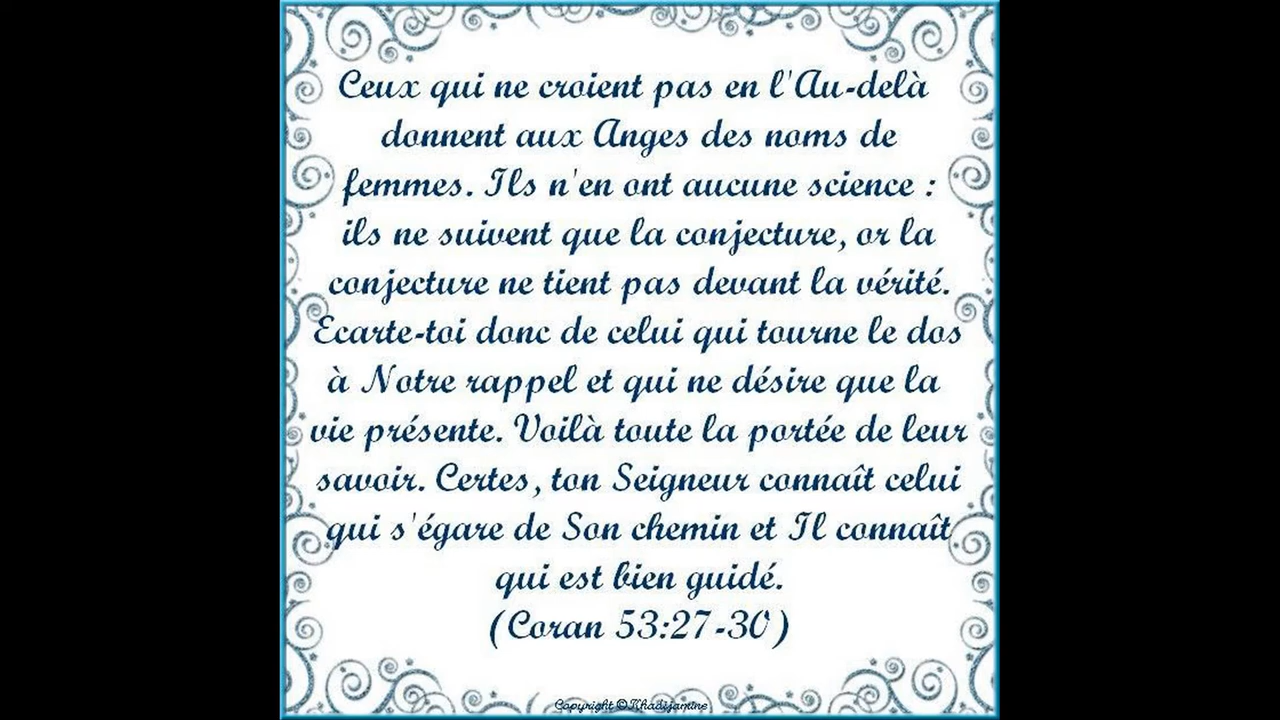 Ceux qui ne croient pas en l'Au-delà
donnent aux Anges des noms de
femmes. Ils n'en ont aucune science :
ils ne suivent que la conjecture, or la
conjecture ne tient pas devant la vérité.
Ecarte-toi donc de celui qui tourne le dos
à Notre rappel et qui ne désire que la
vie présente. Voilà toute la portée de leur
savoir. Certes, ton Seigneur connaît celui
qui s'égare de Son chemin et Il connaît
qui est bien guidé.
(Coran 53:27-30)
Copyright ©Khadijamine